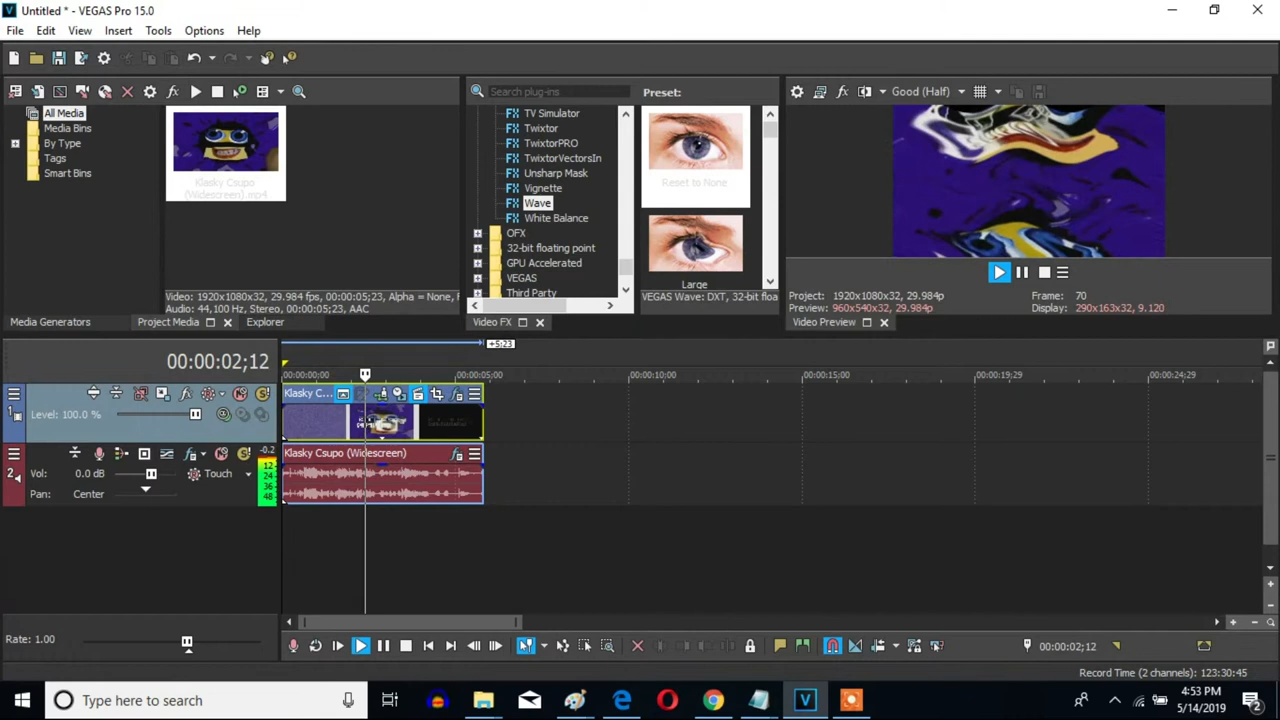 Untitled * - VEGAS Pro 15.0
File Edit View Insert Tools Options Help
Search plug-ins
Preset:
Good (Half)
All Media
Media Bins
By Type
Tags
Smart Bins
Klasky Csupo
(Widescreen).mp4
TV Simulator
Twixtor
TwixtorPRO
TwixtorVectorsIn
Unsharp Mask
Vignette
Wave
White Balance
OFX
32-bit floating point
GPU Accelerated
VEGAS
Third Party
Reset to None
Large
Video: 1920x1080x32, 29.984 fps, 00:00:05;23, Alpha = None, F
Audio: 44,100 Hz, Stereo, 00:00:05;23, AAC
VEGAS Wave: DXT, 32-bit floa
Project: 1920x1080x32, 29.984p
Preview: 960x540x32, 29.984p
Frame: 70
Display: 290x163x32, 9.120
Media Generators
Project Media
Explorer
Video FX
Video Preview
00:00:02;12
+5;23
00:00:00;00
00:00:05;00
00:00:10;00
00:00:15;00
00:00:19;29
00:00:24;29
Klasky C...
Level: 100.0 %
Klasky Csupo (Widescreen)
2
-0.2
12
24
36
48
Vol: 0.0 dB
Touch
Pan: Center
Rate: 1.00
00:00:02;12
Record Time (2 channels): 123:30:45
Type here to search
4:53 PM
5/14/2019
2